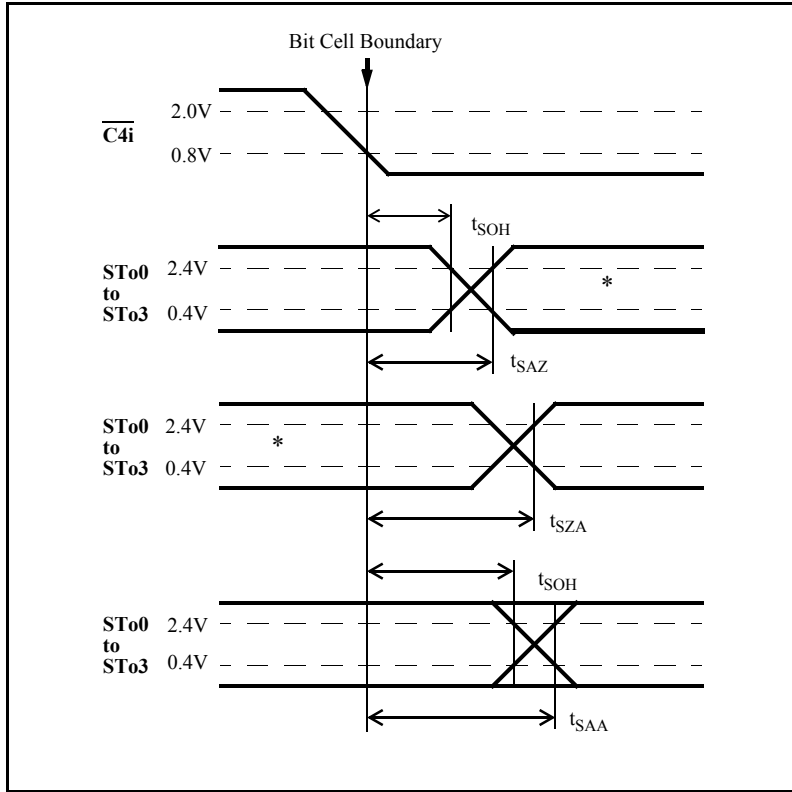 Bit Cell Boundary
C4i
2.0V
0.8V
tSOH
STo0
to
STo3
2.4V
0.4V
*
tSAZ
STo0
to
STo3
2.4V
0.4V
*
tSZA
tSOH
STo0
to
STo3
2.4V
0.4V
tSAA